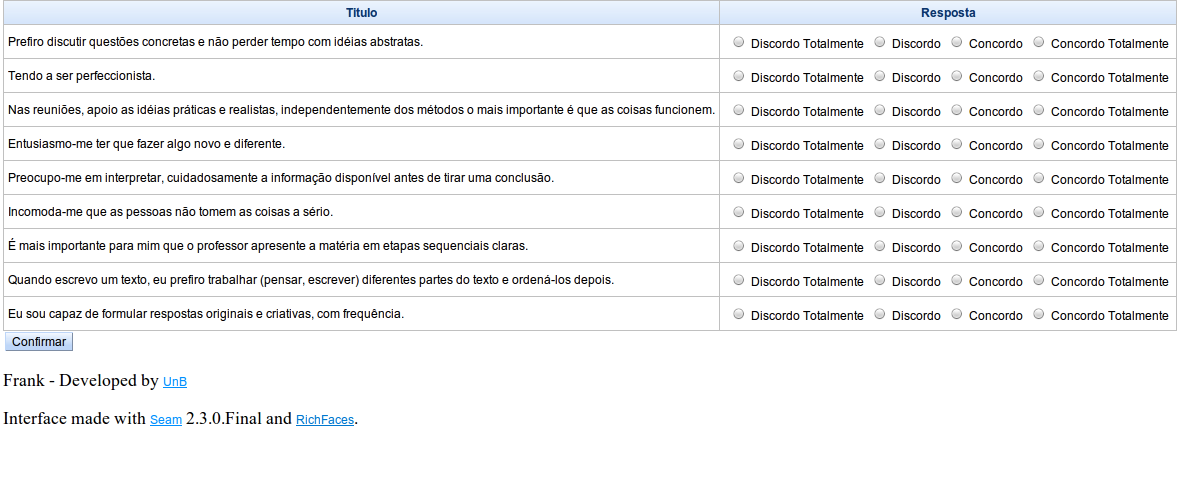 Titulo Resposta
Prefiro discutir questões concretas e não perder tempo com idéias abstratas. Discordo Totalmente Discordo Concordo Concordo Totalmente
Tendo a ser perfeccionista. Discordo Totalmente Discordo Concordo Concordo Totalmente
Nas reuniões, apoio as idéias práticas e realistas, independentemente dos métodos o mais importante é que as coisas funcionem. Discordo Totalmente Discordo Concordo Concordo Totalmente
Entusiasmo-me ter que fazer algo novo e diferente. Discordo Totalmente Discordo Concordo Concordo Totalmente
Preocupo-me em interpretar, cuidadosamente a informação disponível antes de tirar uma conclusão. Discordo Totalmente Discordo Concordo Concordo Totalmente
Incomoda-me que as pessoas não tomem as coisas a sério. Discordo Totalmente Discordo Concordo Concordo Totalmente
É mais importante para mim que o professor apresente a matéria em etapas sequenciais claras. Discordo Totalmente Discordo Concordo Concordo Totalmente
Quando escrevo um texto, eu prefiro trabalhar (pensar, escrever) diferentes partes do texto e ordená-los depois. Discordo Totalmente Discordo Concordo Concordo Totalmente
Eu sou capaz de formular respostas originais e criativas, com frequência. Discordo Totalmente Discordo Concordo Concordo Totalmente
Confirmar
Frank - Developed by UnB
Interface made with Seam 2.3.0.Final and RichFaces.